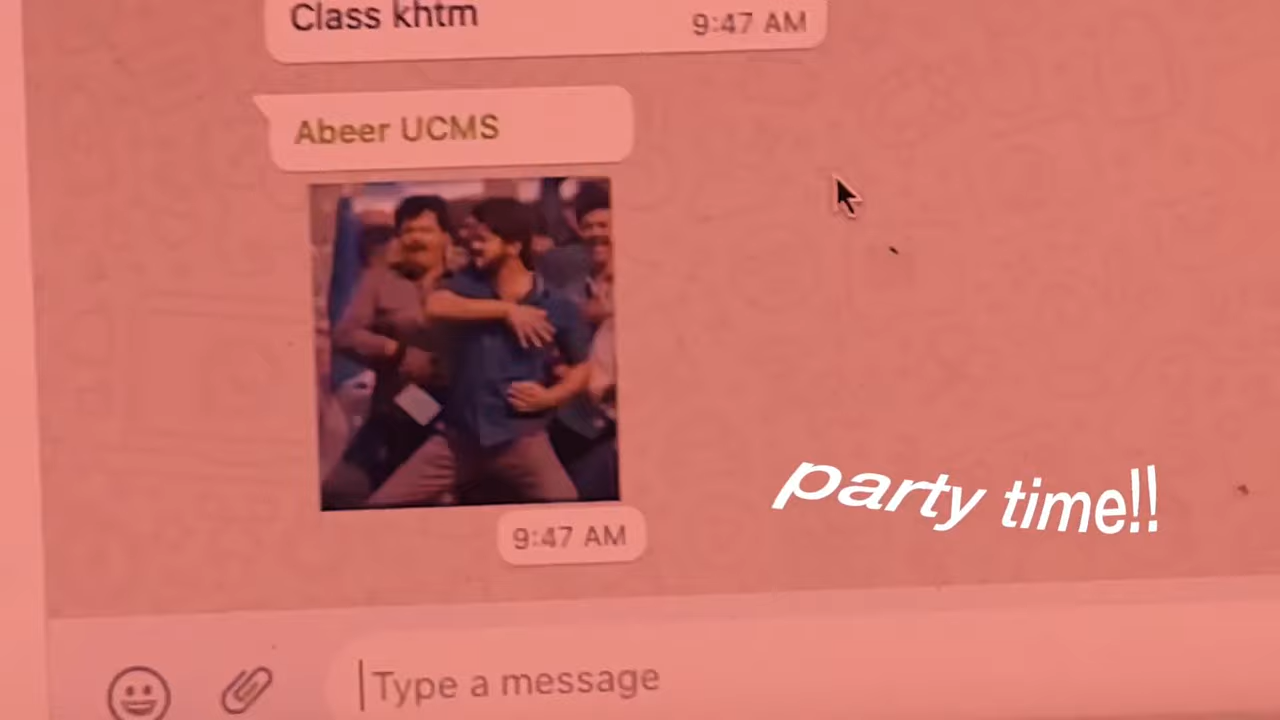 Class khtm
9:47 AM
Abeer UCMS
9:47 AM
party time!!
Type a message